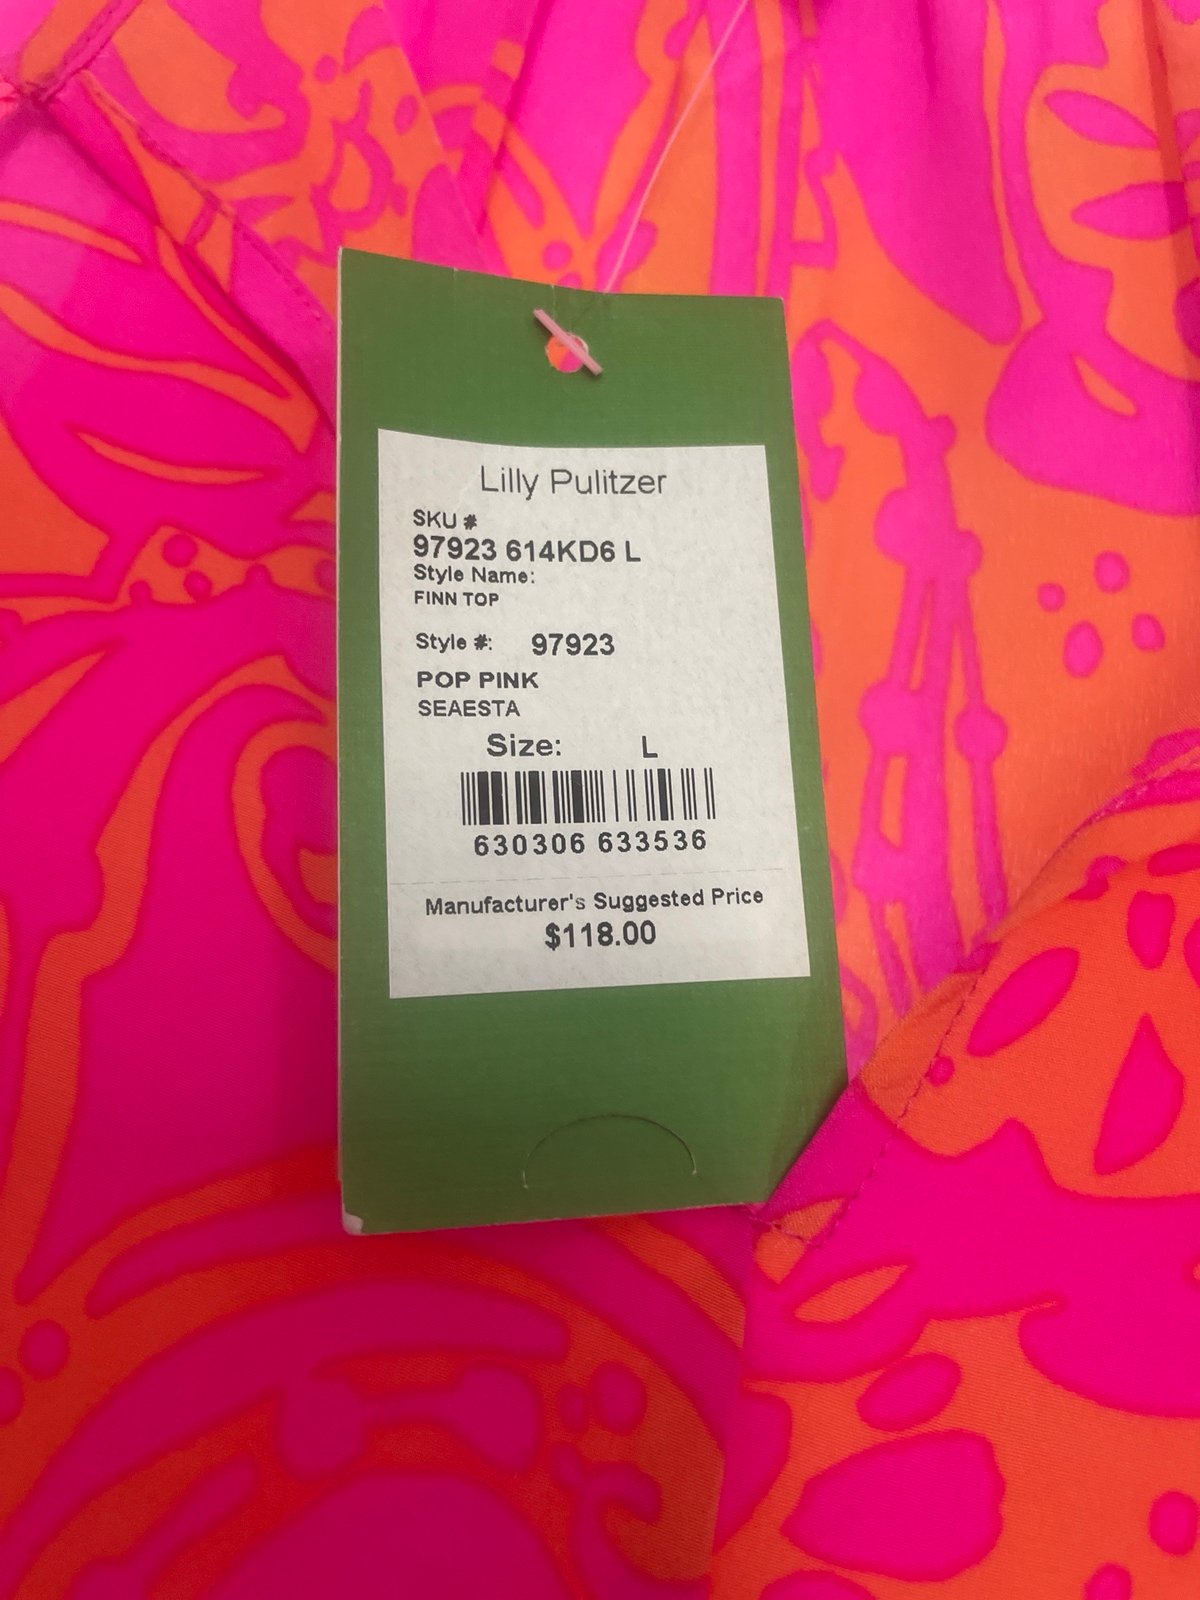 Lilly Pulitzer
SKU #
97923 614KD6 L
Style Name:
FINN TOP
Style #: 97923
POP PINK
SEAESTA
Size: L
630306 633536
Manufacturer's Suggested Price
$118.00